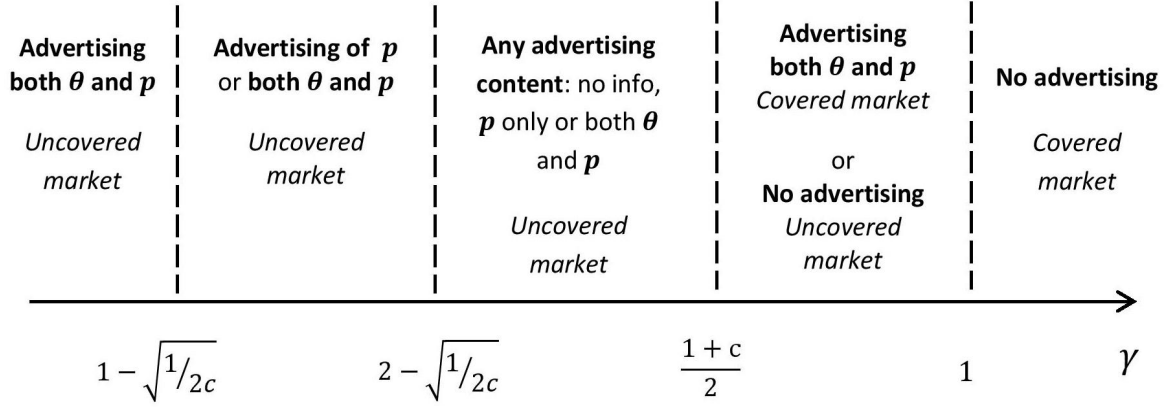 Advertising
both θ and p
Uncovered
market
Advertising of p
or both θ and p
Uncovered
market
Any advertising
content: no info,
p only or both θ
and p
Uncovered
market
Advertising
both θ and p
Covered market
or
No advertising
Uncovered
market
No advertising
Covered
market
1 − √(1/2c)
2 − √(1/2c)
(1 + c)/2
1
γ